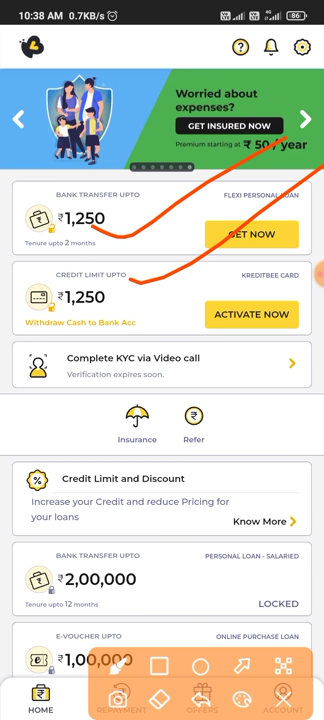 10:38 AM 0.7KB/s
4G
86
Worried about
expenses?
GET INSURED NOW
Premium starting at ₹ 50 / year
BANK TRANSFER UPTO
FLEXI PERSONAL LOAN
₹1,250
GET NOW
Tenure upto 2 months
CREDIT LIMIT UPTO
KREDITBEE CARD
₹1,250
ACTIVATE NOW
Withdraw Cash to Bank Acc
Complete KYC via Video call
Verification expires soon.
Insurance
Refer
Credit Limit and Discount
Increase your Credit and reduce Pricing for
your loans
Know More
BANK TRANSFER UPTO
PERSONAL LOAN - SALARIED
₹2,00,000
Tenure upto 12 months
LOCKED
E-VOUCHER UPTO
ONLINE PURCHASE LOAN
₹1,00,000
HOME
REPAYMENT
OFFERS
ACCOUNT